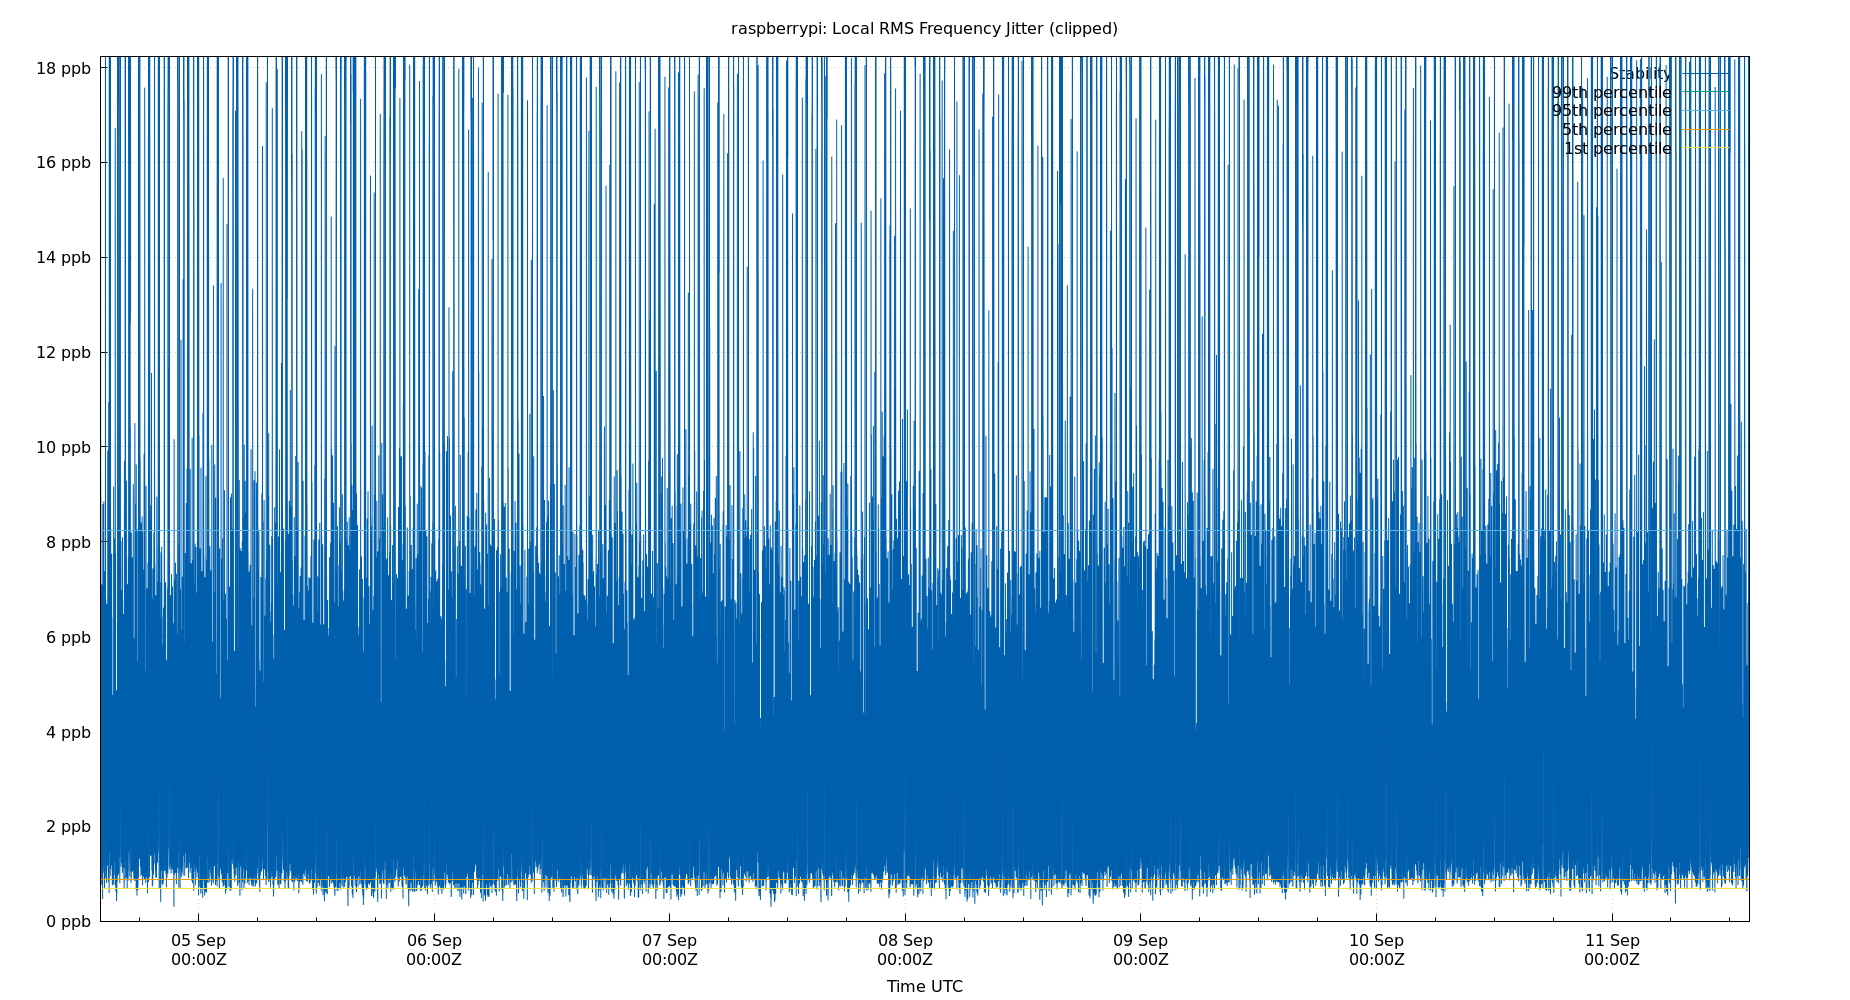 raspberrypi: Local RMS Frequency Jitter (clipped)
18 ppb
16 ppb
14 ppb
12 ppb
10 ppb
8 ppb
6 ppb
4 ppb
2 ppb
0 ppb
Stability
99th percentile
95th percentile
5th percentile
1st percentile
05 Sep 06 Sep 07 Sep 08 Sep 09 Sep 10 Sep 11 Sep
00:00Z 00:00Z 00:00Z 00:00Z 00:00Z 00:00Z 00:00Z
Time UTC